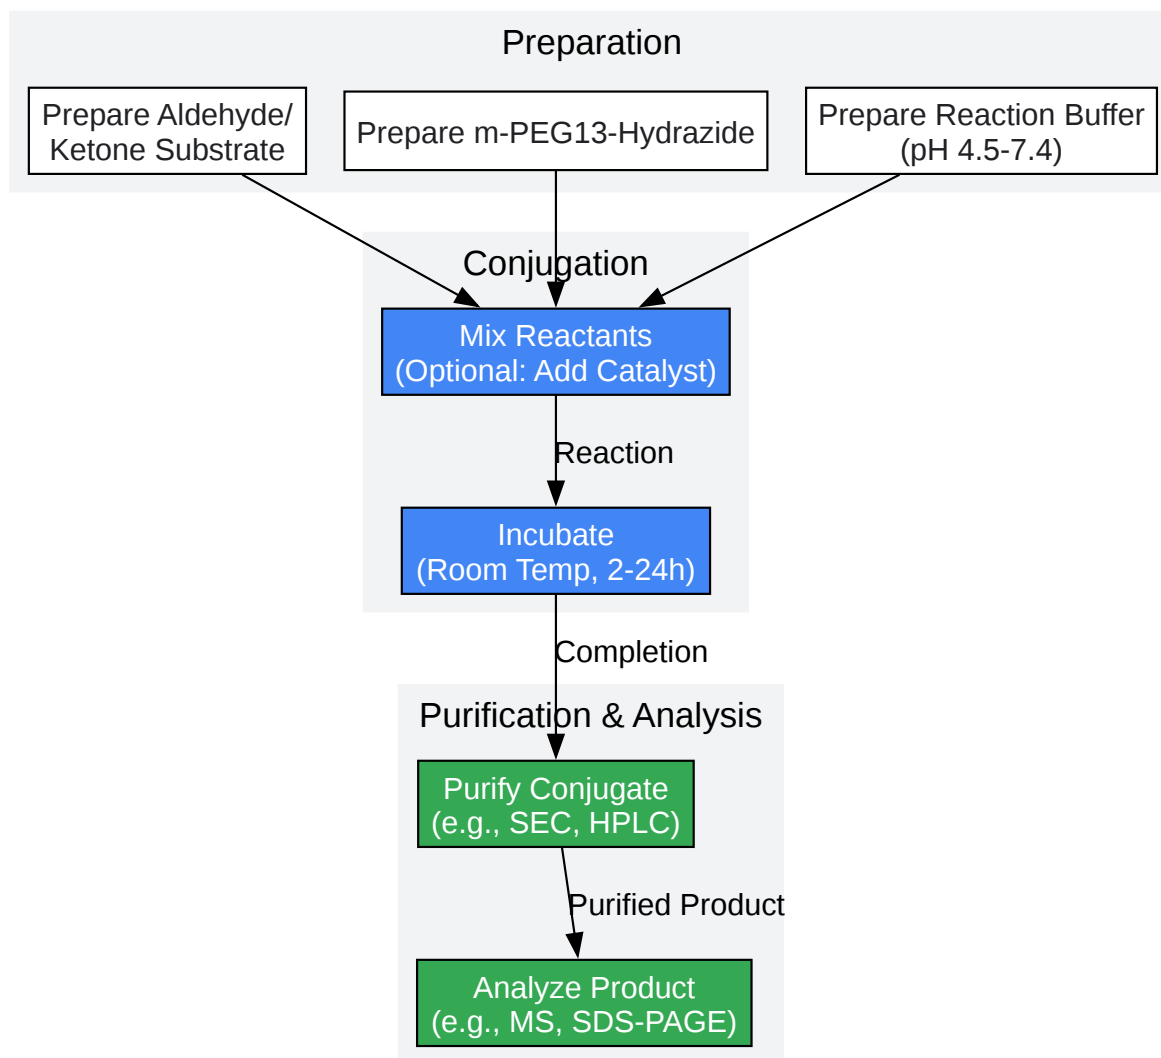 Preparation
Prepare Aldehyde/
Ketone Substrate
Prepare m-PEG13-Hydrazide
Prepare Reaction Buffer
(pH 4.5-7.4)
Conjugation
Mix Reactants
(Optional: Add Catalyst)
Reaction
Incubate
(Room Temp, 2-24h)
Completion
Purification & Analysis
Purify Conjugate
(e.g., SEC, HPLC)
Purified Product
Analyze Product
(e.g., MS, SDS-PAGE)